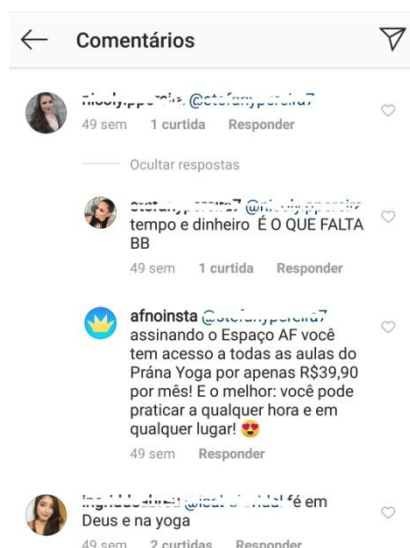 Comentários
49 sem 1 curtida Responder
Ocultar respostas
tempo e dinheiro É O QUE FALTA
BB
49 sem 1 curtida Responder
afnoinsta
assinando o Espaço AF você
tem acesso a todas as aulas do
Prána Yoga por apenas R$39,90
por mês! E o melhor: você pode
praticar a qualquer hora e em
qualquer lugar! 😍
49 sem Responder
fé em
Deus e na yoga
49 sem 2 curtidas Responder